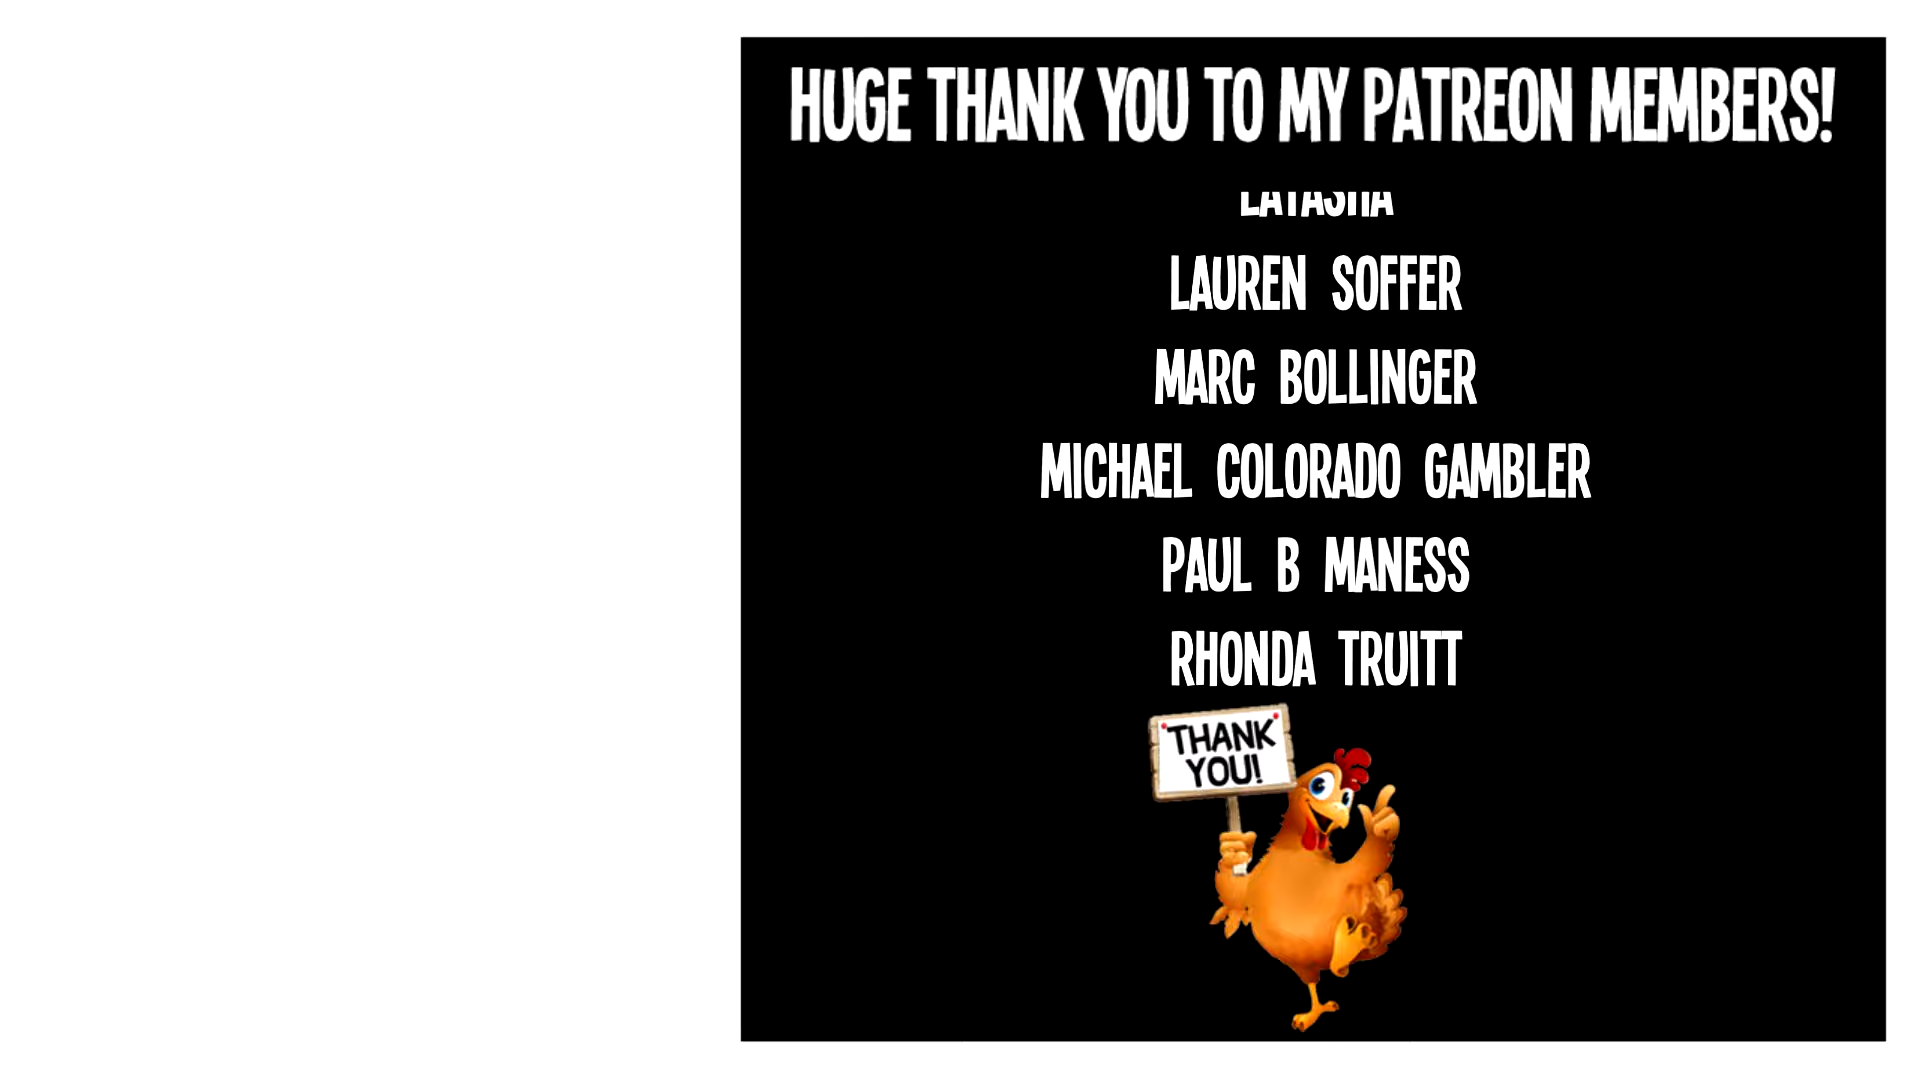 HUGE THANK YOU TO MY PATREON MEMBERS!
LATASHA
LAUREN SOFFER
MARC BOLLINGER
MICHAEL COLORADO GAMBLER
PAUL B MANESS
RHONDA TRUITT
THANK
YOU!